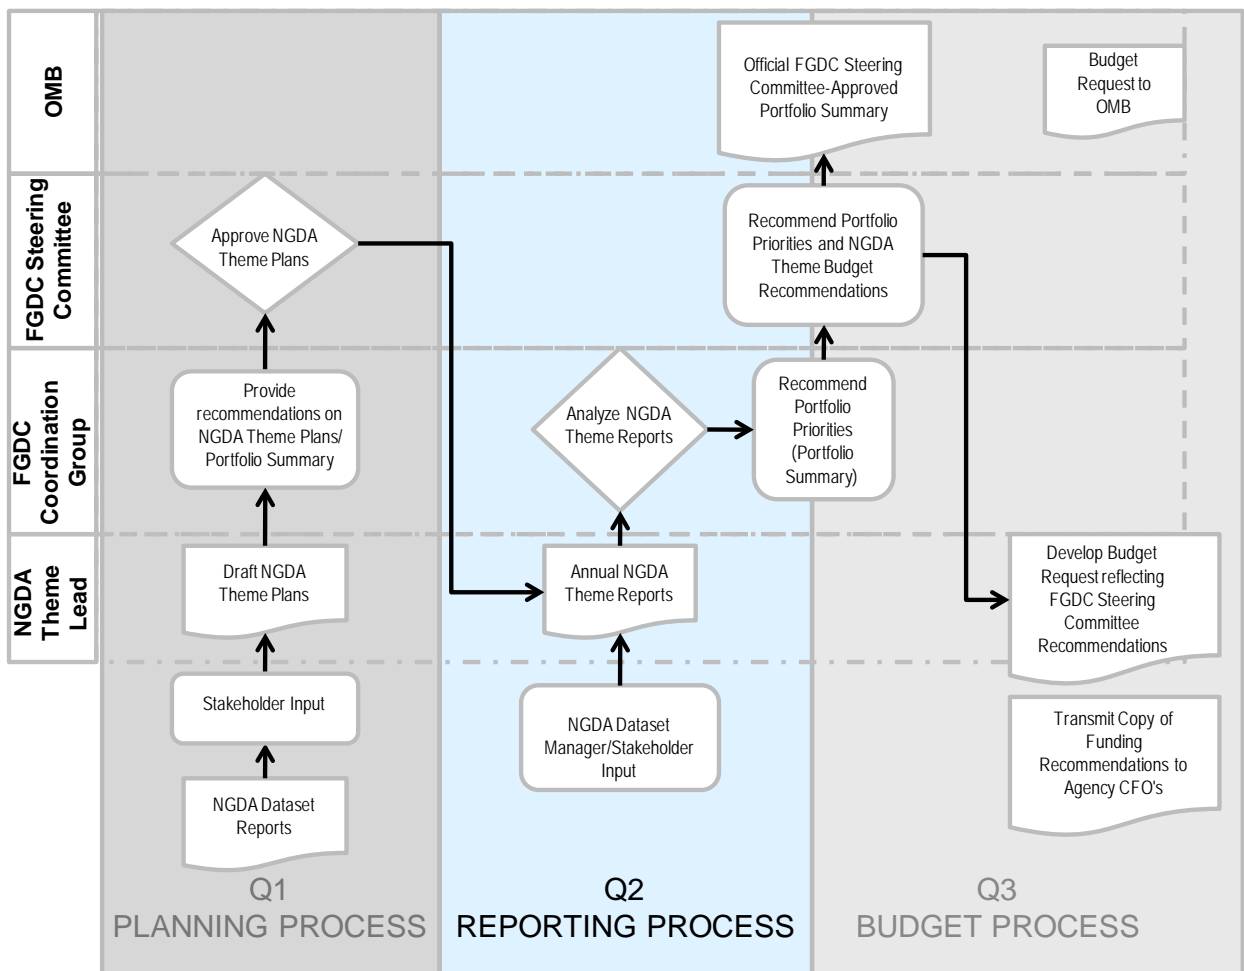 OMB
Official FGDC Steering
Committee-Approved
Portfolio Summary
Budget
Request to
OMB
FGDC Steering
Committee
Approve NGDA
Theme Plans
Recommend Portfolio
Priorities and NGDA
Theme Budget
Recommendations
FGDC
Coordination
Group
Provide
recommendations on
NGDA Theme Plans/
Portfolio Summary
Analyze NGDA
Theme Reports
Recommend
Portfolio
Priorities
(Portfolio
Summary)
NGDA
Theme
Lead
Draft NGDA
Theme Plans
Annual NGDA
Theme Reports
Develop Budget
Request reflecting
FGDC Steering
Committee
Recommendations
Stakeholder Input
NGDA Dataset
Manager/Stakeholder
Input
Transmit Copy of
Funding
Recommendations to
Agency CFO's
NGDA Dataset
Reports
Q1
PLANNING PROCESS
Q2
REPORTING PROCESS
Q3
BUDGET PROCESS